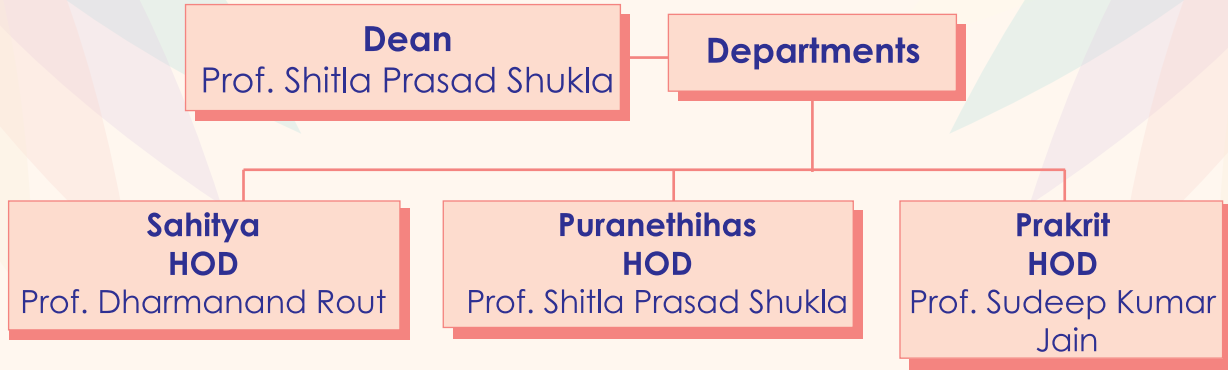 Dean
Prof. Shitla Prasad Shukla
Departments
Sahitya
HOD
Prof. Dharmanand Rout
Puranethihas
HOD
Prof. Shitla Prasad Shukla
Prakrit
HOD
Prof. Sudeep Kumar
Jain